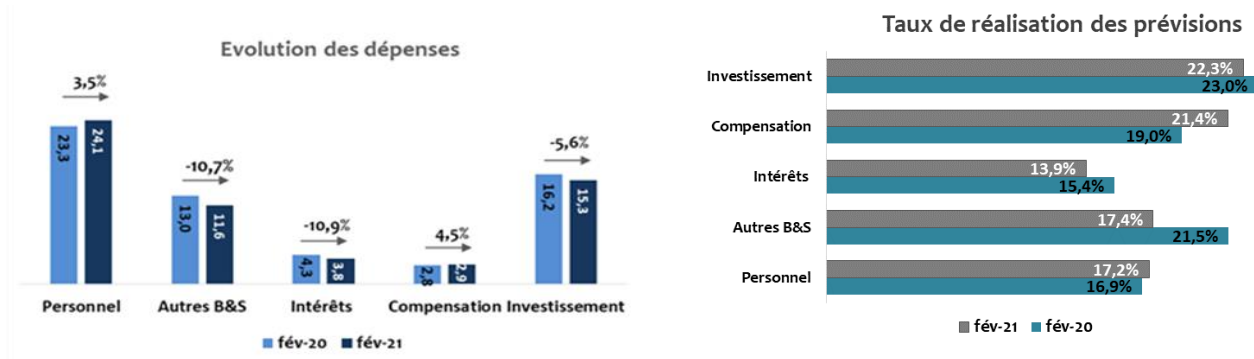 Evolution des dépenses
3,5%
23,3
24,1
-10,7%
13,0
11,6
-10,9%
4,3
3,8
4,5%
2,8
2,9
-5,6%
16,2
15,3
Personnel
Autres B&S
Intérêts
Compensation
Investissement
fév-20
fév-21
Taux de réalisation des prévisions
Investissement
22,3%
23,0%
Compensation
21,4%
19,0%
Intérêts
13,9%
15,4%
Autres B&S
17,4%
21,5%
Personnel
17,2%
16,9%
fév-21
fév-20